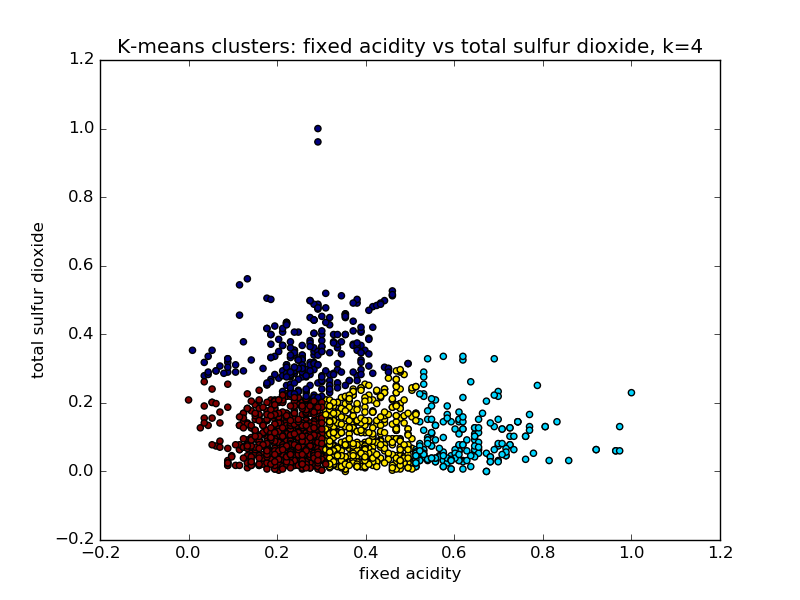 K-means clusters: fixed acidity vs total sulfur dioxide, k=4
1.2
1.0
0.8
0.6
0.4
0.2
0.0
−0.2
total sulfur dioxide
−0.2 0.0 0.2 0.4 0.6 0.8 1.0 1.2
fixed acidity